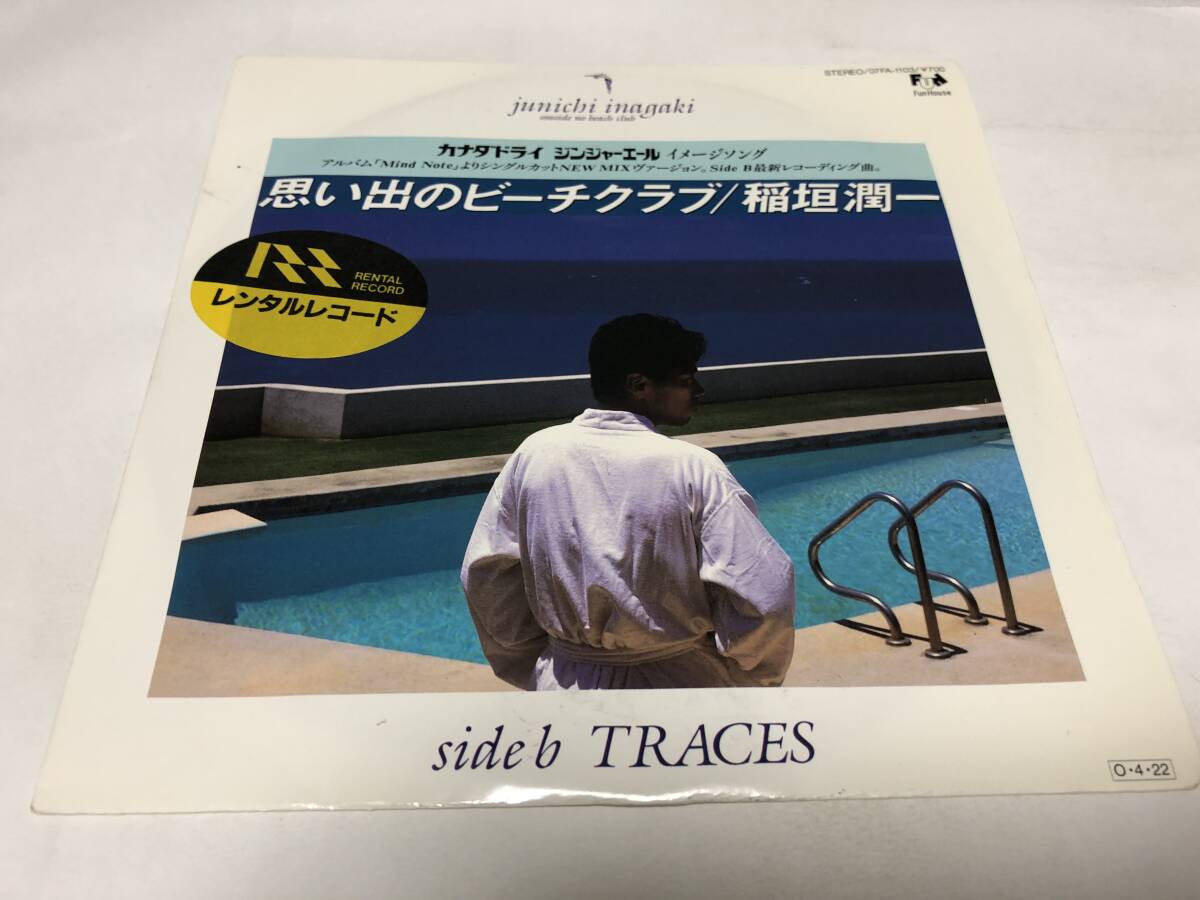 STEREO/07FA-1103/¥700
FUN
FunHouse
junichi inagaki
omoide no beach club
カナダドライ ジンジャーエール イメージソング
アルバム「Mind Note」よりシングルカットNEW MIXヴァージョン。Side B最新レコーディング曲。
思い出のビーチクラブ/稲垣潤一
RENTAL
RECORD
レンタルレコード
side b TRACES
O・4・22